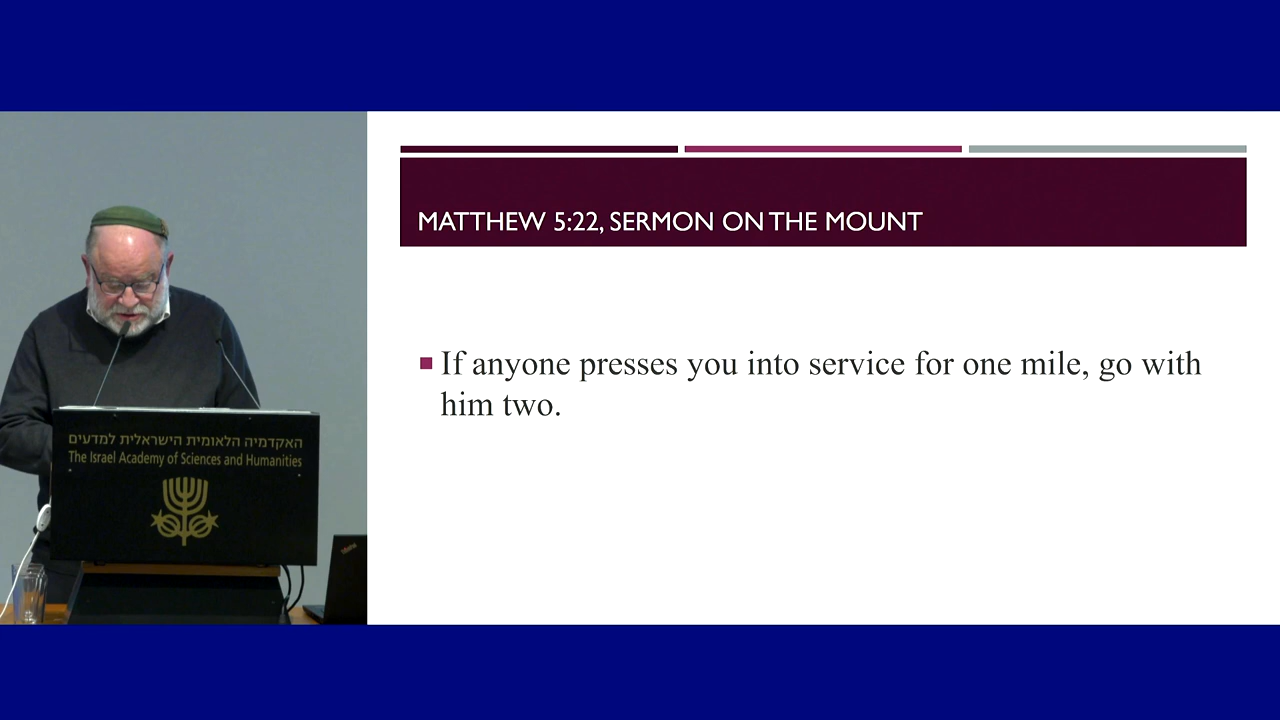 MATTHEW 5:22, SERMON ON THE MOUNT
If anyone presses you into service for one mile, go with
him two.
האקדמיה הלאומית הישראלית למדעים
The Israel Academy of Sciences and Humanities